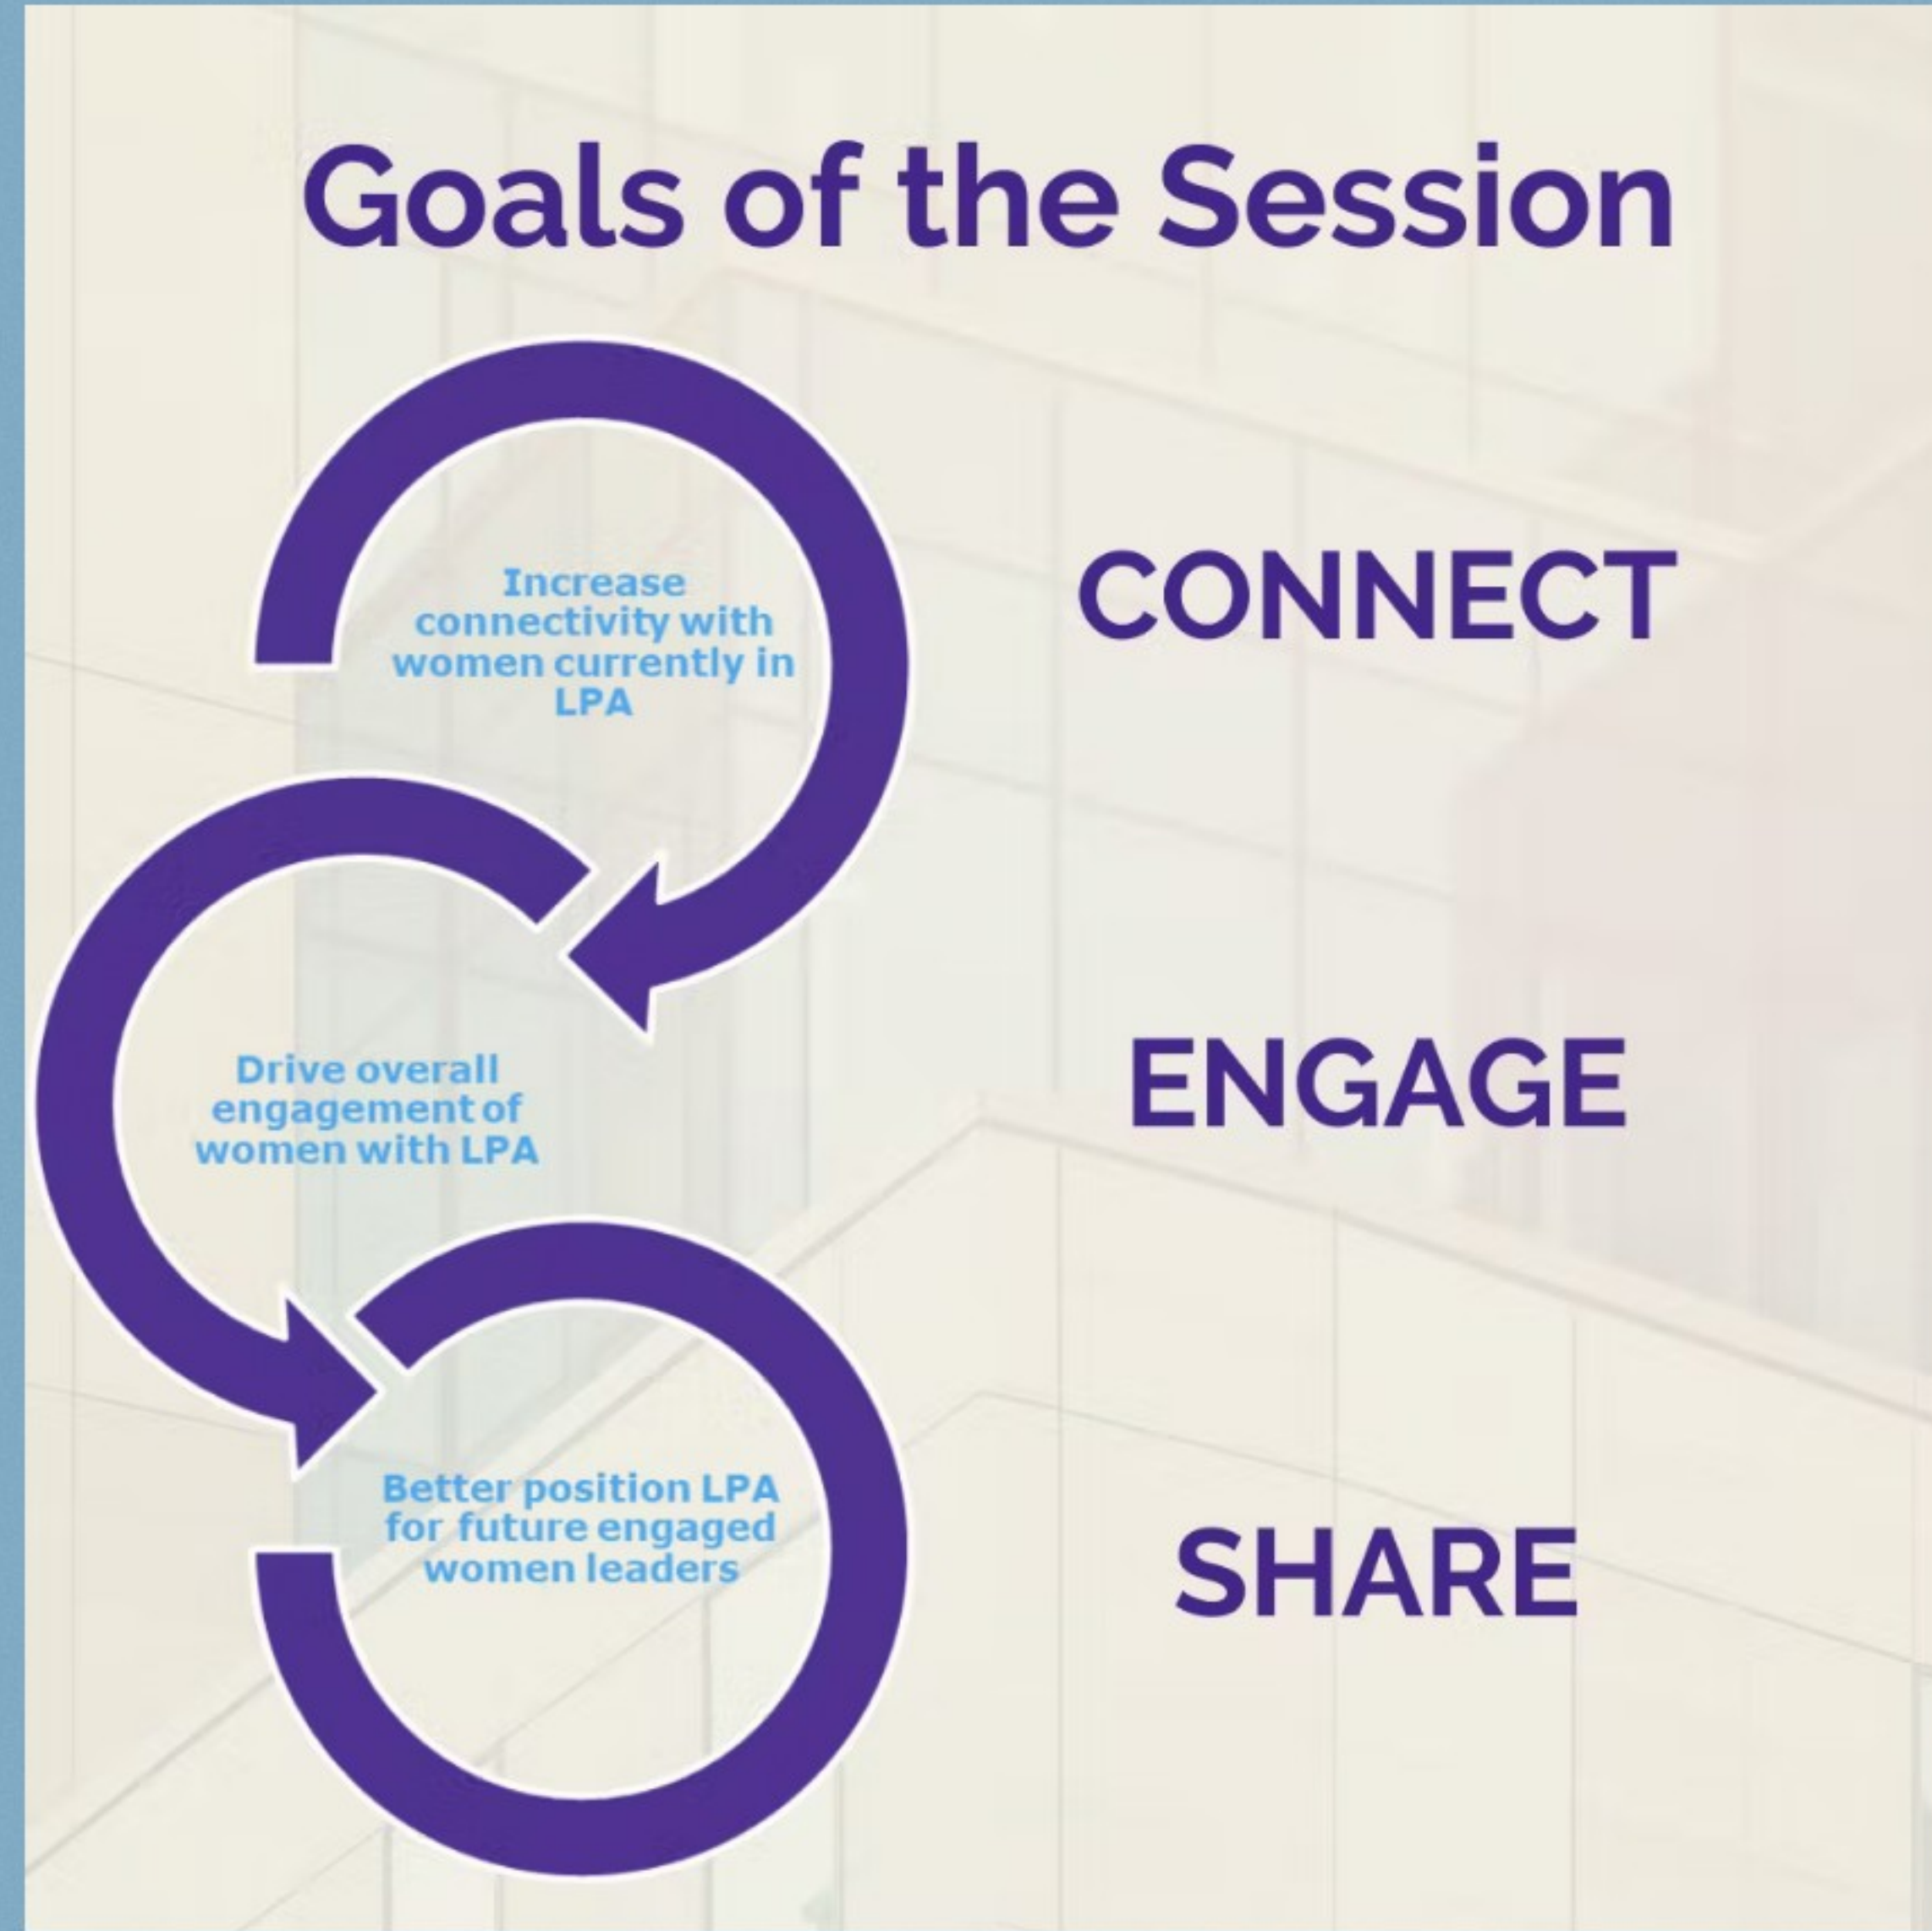 Goals of the Session
Increase
connectivity with
women currently in
LPA
CONNECT
Drive overall
engagement of
women with LPA
ENGAGE
Better position LPA
for future engaged
women leaders
SHARE